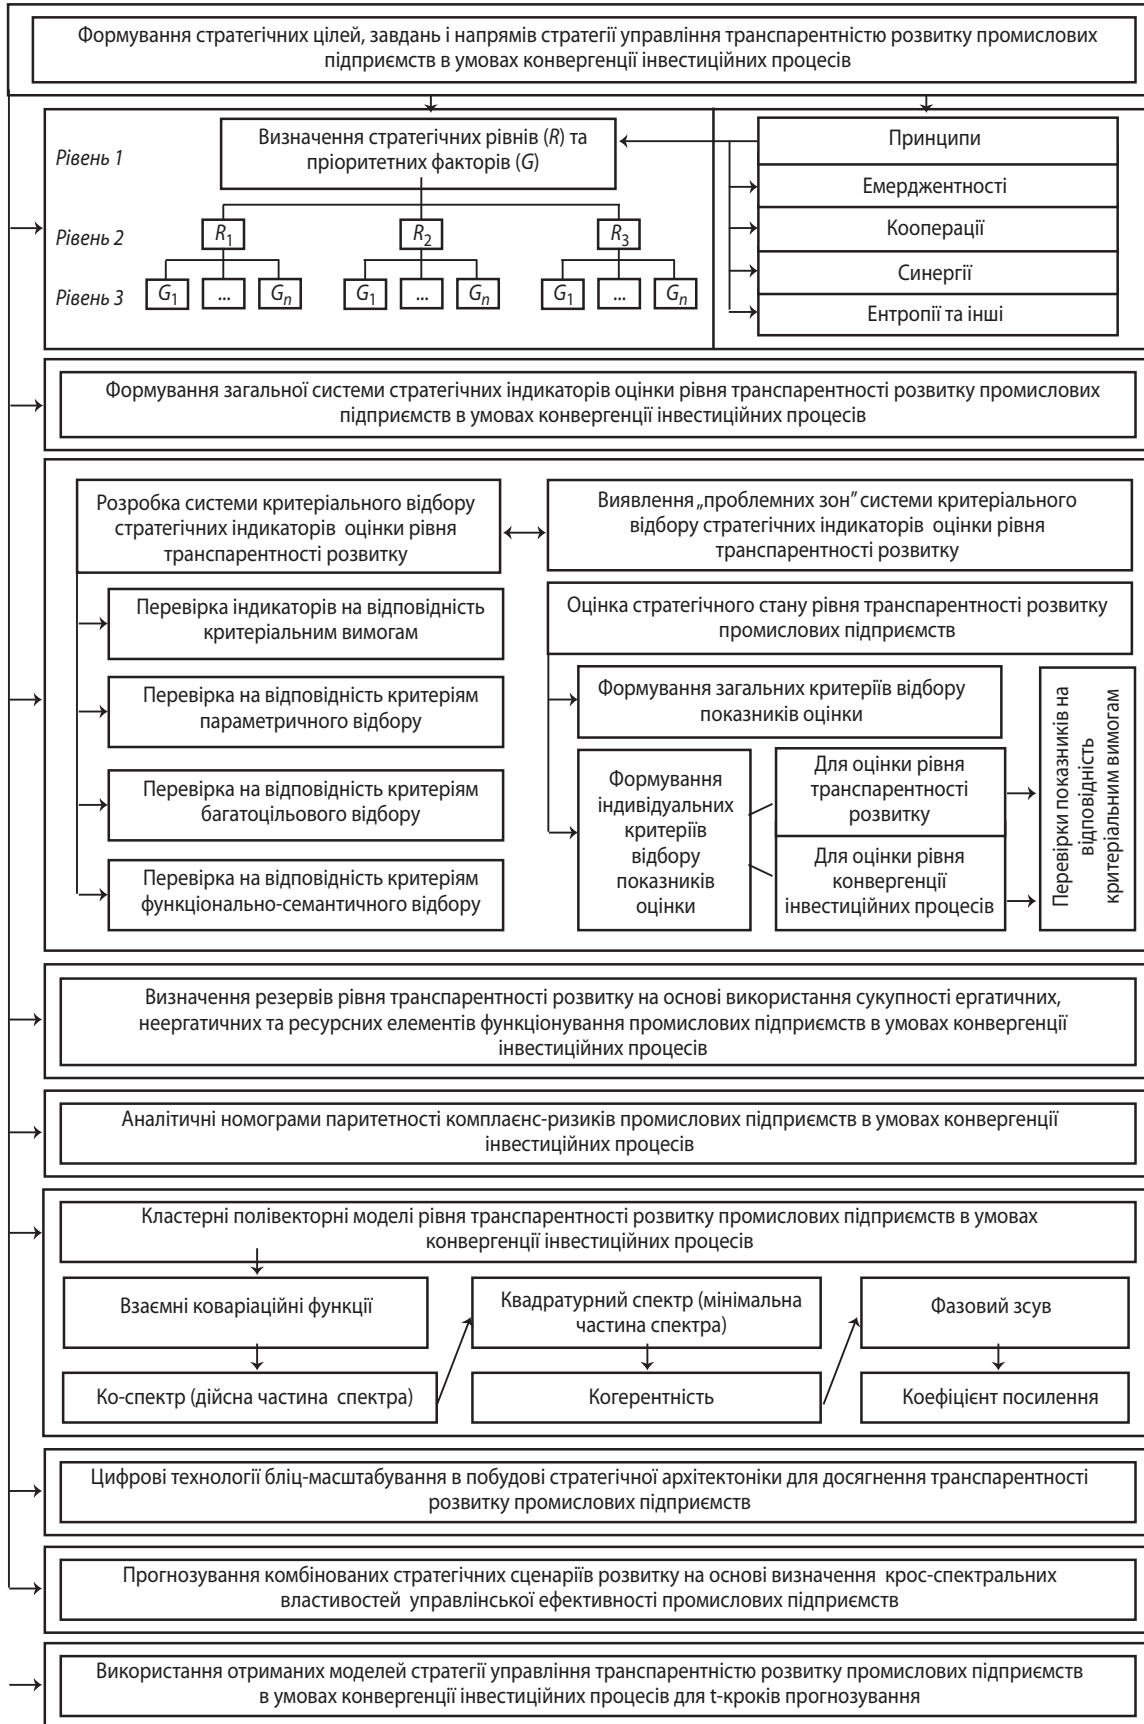 Формування стратегічних цілей, завдань і напрямів стратегії управління транспарентністю розвитку промислових
підприємств в умовах конвергенції інвестиційних процесів
Рівень 1
Визначення стратегічних рівнів (R) та
пріоритетних факторів (G)
Принципи
Емерджентності
Кооперації
Синергії
Ентропії та інші
Рівень 2
R1
R2
R3
Рівень 3
G1
...
Gn
G1
...
Gn
G1
...
Gn
Формування загальної системи стратегічних індикаторів оцінки рівня транспарентності розвитку промислових
підприємств в умовах конвергенції інвестиційних процесів
Розробка системи критеріального відбору
стратегічних індикаторів оцінки рівня
транспарентності розвитку
Виявлення „проблемних зон" системи критеріального
відбору стратегічних індикаторів оцінки рівня
транспарентності розвитку
Перевірка індикаторів на відповідність
критеріальним вимогам
Перевірка на відповідність критеріям
параметричного відбору
Перевірка на відповідність критеріям
багатоцільового відбору
Перевірка на відповідність критеріям
функціонально-семантичного відбору
Оцінка стратегічного стану рівня транспарентності розвитку
промислових підприємств
Формування загальних критеріїв відбору
показників оцінки
Формування
індивідуальних
критеріїв
відбору
показників
оцінки
Для оцінки рівня
транспарентності
розвитку
Для оцінки рівня
конвергенції
інвестиційних процесів
Перевірки показників на
відповідність
критеріальним вимогам
Визначення резервів рівня транспарентності розвитку на основі використання сукупності ергатичних,
неергатичних та ресурсних елементів функціонування промислових підприємств в умовах конвергенції
інвестиційних процесів
Аналітичні номограми паритетності комплаєнс-ризиків промислових підприємств в умовах конвергенції
інвестиційних процесів
Кластерні полівекторні моделі рівня транспарентності розвитку промислових підприємств в умовах
конвергенції інвестиційних процесів
Взаємні коваріаційні функції
Квадратурний спектр (мінімальна
частина спектра)
Фазовий зсув
Ко-спектр (дійсна частина спектра)
Когерентність
Коефіцієнт посилення
Цифрові технології бліц-масштабування в побудові стратегічної архітектоніки для досягнення транспарентності
розвитку промислових підприємств
Прогнозування комбінованих стратегічних сценаріїв розвитку на основі визначення крос-спектральних
властивостей управлінської ефективності промислових підприємств
Використання отриманих моделей стратегії управління транспарентністю розвитку промислових підприємств
в умовах конвергенції інвестиційних процесів для t-кроків прогнозування